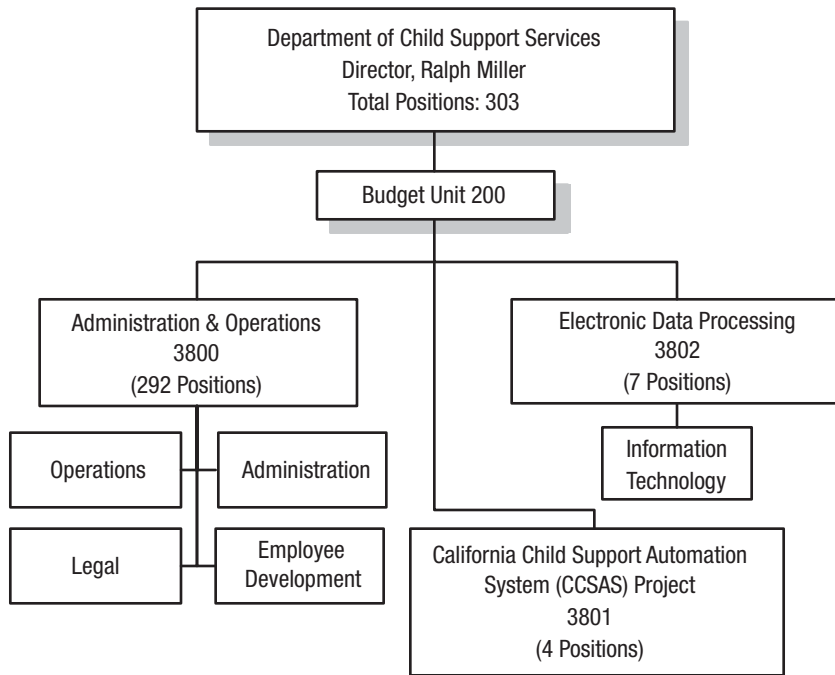 Department of Child Support Services
Director, Ralph Miller
Total Positions: 303
Budget Unit 200
Administration & Operations
3800
(292 Positions)
Electronic Data Processing
3802
(7 Positions)
Operations
Administration
Information
Technology
Legal
Employee
Development
California Child Support Automation
System (CCSAS) Project
3801
(4 Positions)